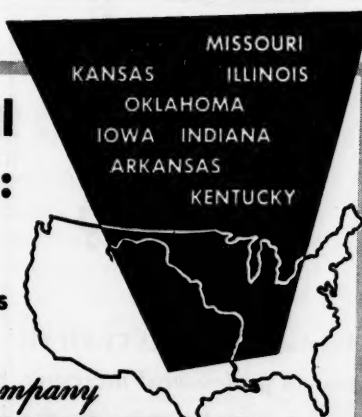 MISSOURI
KANSAS ILLINOIS
OKLAHOMA
IOWA INDIANA
ARKANSAS
KENTUCKY
: